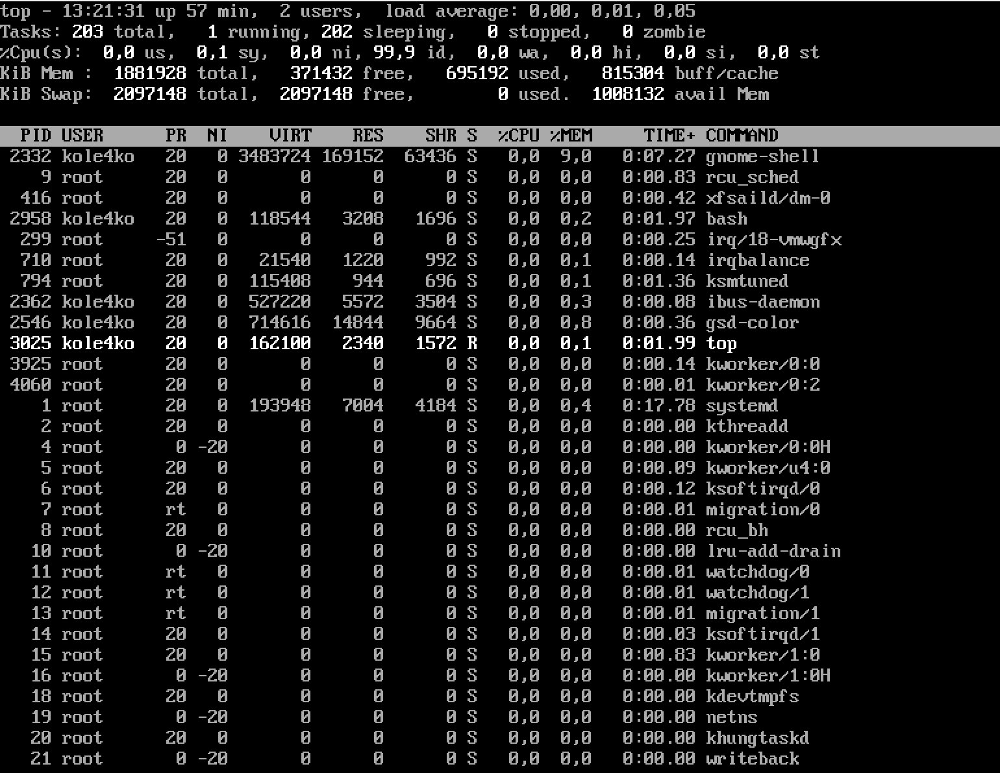 top - 13:21:31 up 57 min,  2 users,  load average: 0,00, 0,01, 0,05
Tasks: 203 total,   1 running, 202 sleeping,   0 stopped,   0 zombie
%Cpu(s):  0,0 us,  0,1 sy,  0,0 ni, 99,9 id,  0,0 wa,  0,0 hi,  0,0 si,  0,0 st
KiB Mem :  1881928 total,   371432 free,   695192 used,   815304 buff/cache
KiB Swap:  2097148 total,  2097148 free,        0 used.  1008132 avail Mem
PID USER      PR  NI    VIRT    RES    SHR S  %CPU %MEM     TIME+ COMMAND
2332 kole4ko   20   0 3483724 169152  63436 S   0,0  9,0   0:07.27 gnome-shell
9 root      20   0       0      0      0 S   0,0  0,0   0:00.83 rcu_sched
416 root      20   0       0      0      0 S   0,0  0,0   0:00.42 xfsaild/dm-0
2958 kole4ko   20   0  118544   3208   1696 S   0,0  0,2   0:01.97 bash
299 root     -51   0       0      0      0 S   0,0  0,0   0:00.25 irq/18-vmwgfx
710 root      20   0   21540   1220    992 S   0,0  0,1   0:00.14 irqbalance
794 root      20   0  115408    944    696 S   0,0  0,1   0:01.36 ksmtuned
2362 kole4ko   20   0  527220   5572   3504 S   0,0  0,3   0:00.08 ibus-daemon
2546 kole4ko   20   0  714616  14844   9664 S   0,0  0,8   0:00.36 gsd-color
3025 kole4ko   20   0  162100   2340   1572 R   0,0  0,1   0:01.99 top
3925 root      20   0       0      0      0 S   0,0  0,0   0:00.14 kworker/0:0
4060 root      20   0       0      0      0 S   0,0  0,0   0:00.01 kworker/0:2
1 root      20   0  193948   7004   4184 S   0,0  0,4   0:17.78 systemd
2 root      20   0       0      0      0 S   0,0  0,0   0:00.00 kthreadd
4 root       0 -20       0      0      0 S   0,0  0,0   0:00.00 kworker/0:0H
5 root      20   0       0      0      0 S   0,0  0,0   0:00.09 kworker/u4:0
6 root      20   0       0      0      0 S   0,0  0,0   0:00.12 ksoftirqd/0
7 root      rt   0       0      0      0 S   0,0  0,0   0:00.01 migration/0
8 root      20   0       0      0      0 S   0,0  0,0   0:00.00 rcu_bh
10 root       0 -20       0      0      0 S   0,0  0,0   0:00.00 lru-add-drain
11 root      rt   0       0      0      0 S   0,0  0,0   0:00.01 watchdog/0
12 root      rt   0       0      0      0 S   0,0  0,0   0:00.01 watchdog/1
13 root      rt   0       0      0      0 S   0,0  0,0   0:00.01 migration/1
14 root      20   0       0      0      0 S   0,0  0,0   0:00.03 ksoftirqd/1
15 root      20   0       0      0      0 S   0,0  0,0   0:00.83 kworker/1:0
16 root       0 -20       0      0      0 S   0,0  0,0   0:00.00 kworker/1:0H
18 root      20   0       0      0      0 S   0,0  0,0   0:00.00 kdevtmpfs
19 root       0 -20       0      0      0 S   0,0  0,0   0:00.00 netns
20 root      20   0       0      0      0 S   0,0  0,0   0:00.00 khungtaskd
21 root       0 -20       0      0      0 S   0,0  0,0   0:00.00 writeback